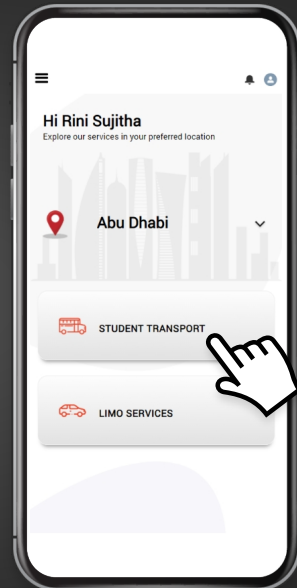 Hi Rini Sujitha
Explore our services in your preferred location
Abu Dhabi
STUDENT TRANSPORT
LIMO SERVICES